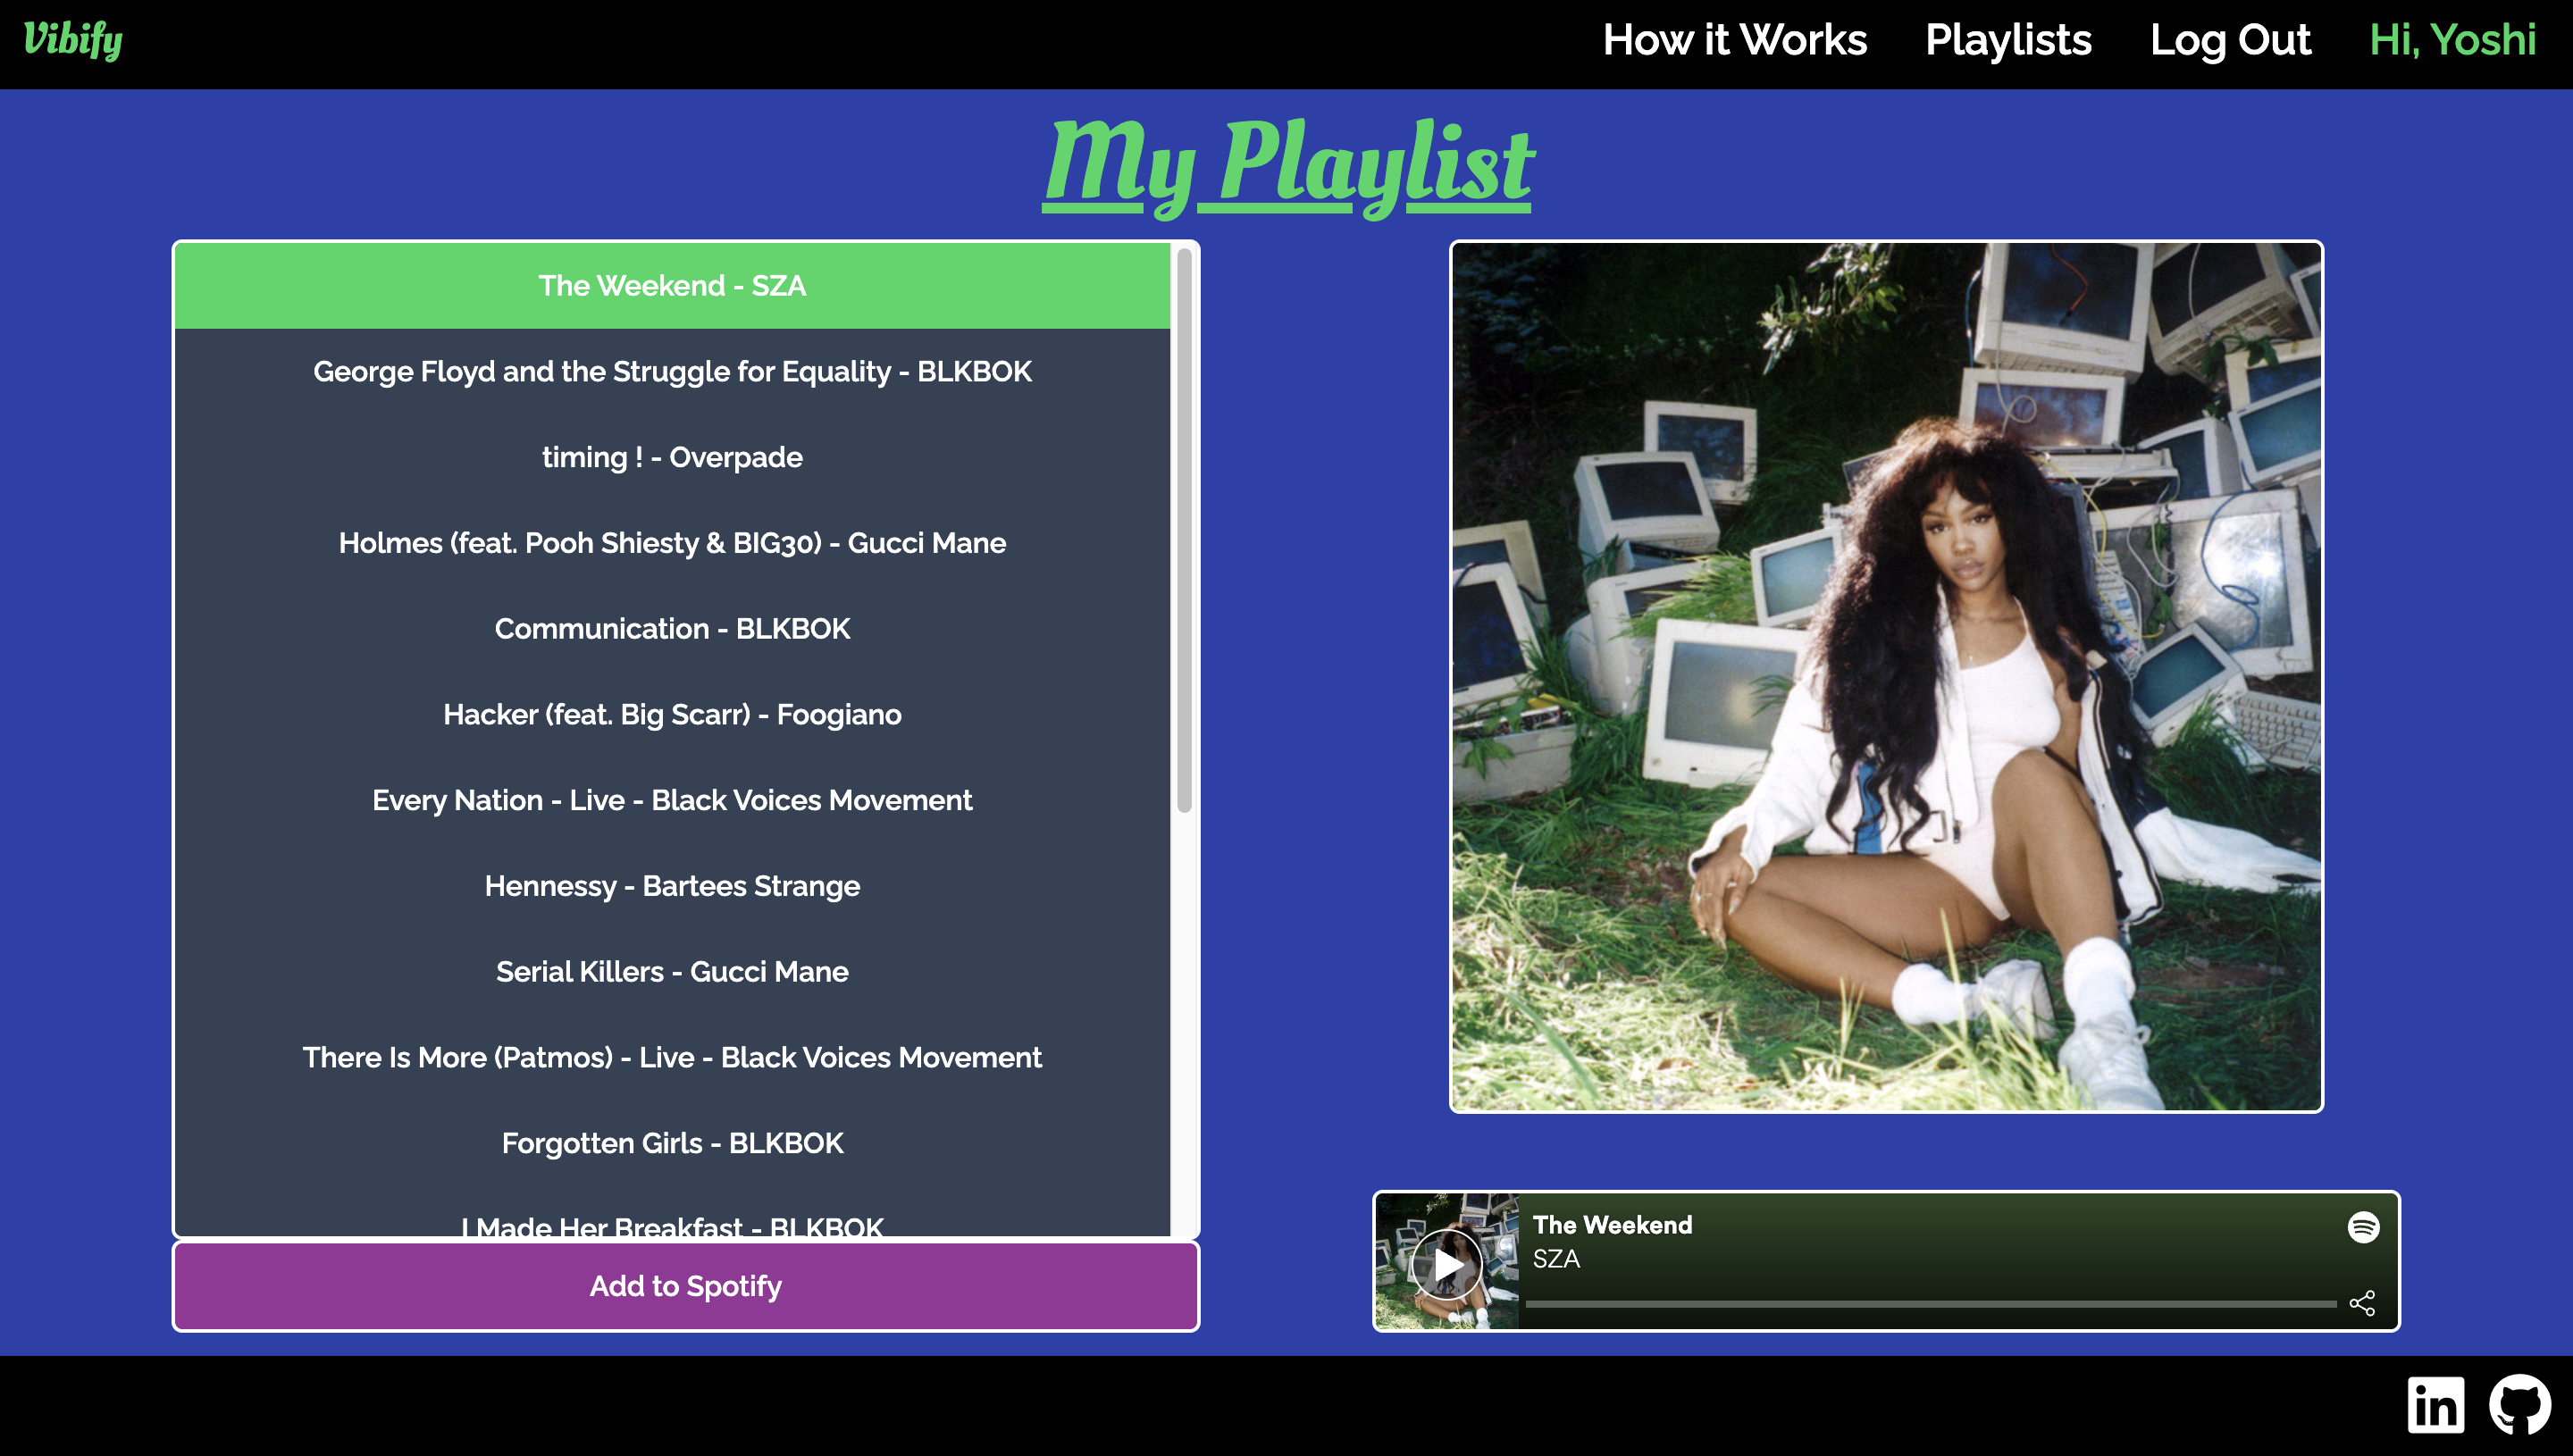 Vibify
How it Works
Playlists
Log Out
Hi, Yoshi
My Playlist
The Weekend - SZA
George Floyd and the Struggle for Equality - BLKBOK
timing ! - Overpade
Holmes (feat. Pooh Shiesty & BIG30) - Gucci Mane
Communication - BLKBOK
Hacker (feat. Big Scarr) - Foogiano
Every Nation - Live - Black Voices Movement
Hennessy - Bartees Strange
Serial Killers - Gucci Mane
There Is More (Patmos) - Live - Black Voices Movement
Forgotten Girls - BLKBOK
I Made Her Breakfast - BLKBOK
Add to Spotify
The Weekend
SZA
in